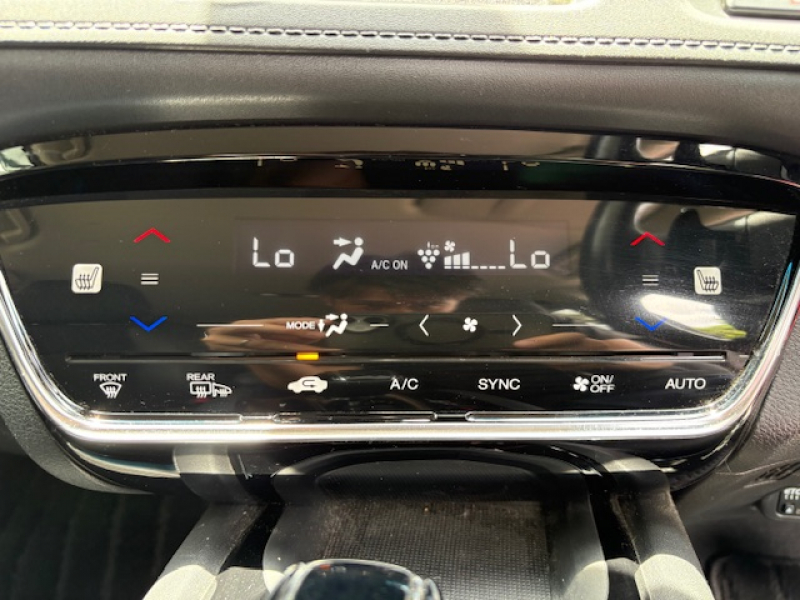 Lo A/C ON Lo
MODE
FRONT REAR A/C SYNC ON/OFF AUTO